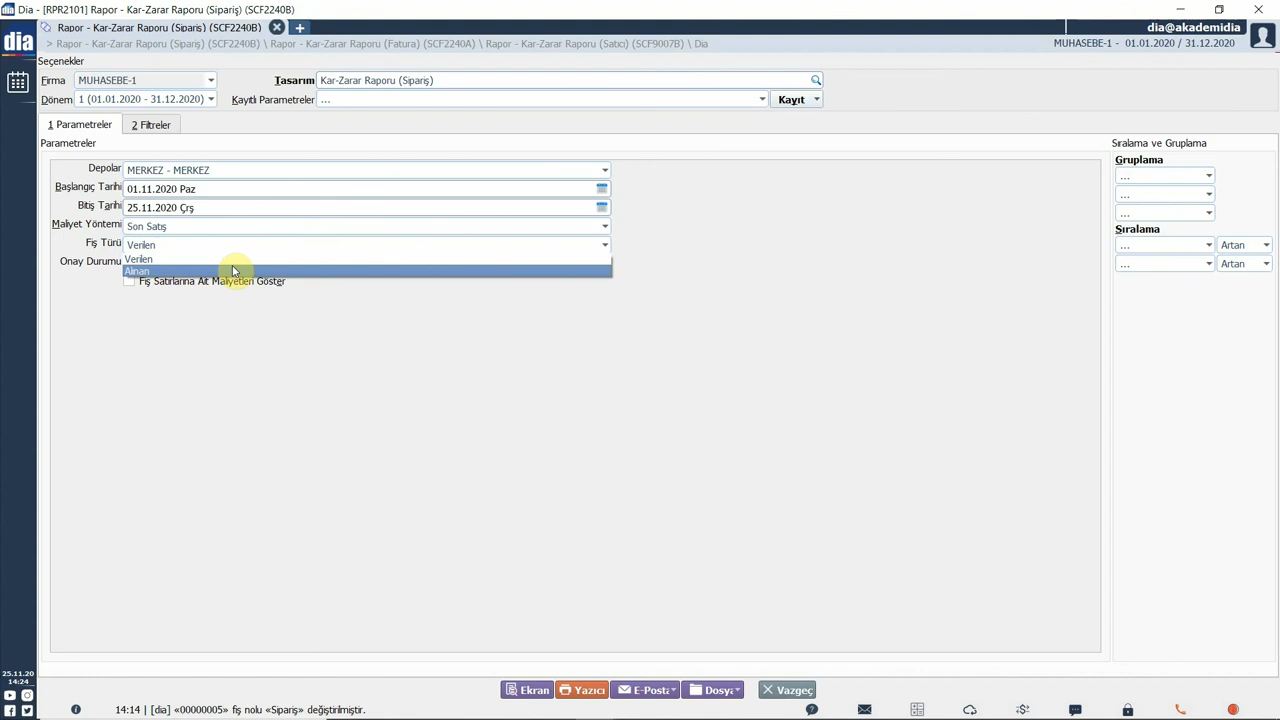 Dia - [RPR2101] Rapor - Kar-Zarar Raporu (Sipariş) (SCF2240B)
dia
Rapor - Kar-Zarar Raporu (Sipariş) (SCF2240B)
dia@akademidia
> Rapor - Kar-Zarar Raporu (Sipariş) (SCF2240B) \ Rapor - Kar-Zarar Raporu (Fatura) (SCF2240A) \ Rapor - Kar-Zarar Raporu (Satıcı) (SCF9007B) \ Dia
MUHASEBE-1 - 01.01.2020 / 31.12.2020
Seçenekler
Firma MUHASEBE-1 Tasarım Kar-Zarar Raporu (Sipariş)
Dönem 1 (01.01.2020 - 31.12.2020) Kayıtlı Parametreler ... Kayıt
1 Parametreler 2 Filtreler
Parametreler
Depolar MERKEZ - MERKEZ
Başlangıç Tarihi 01.11.2020 Paz
Bitiş Tarihi 25.11.2020 Çrş
Maliyet Yöntemi Son Satış
Fiş Türü Verilen
Verilen
Onay Durumu Alınan
Fiş Satırlarına Ait Maliyetleri Göster
Sıralama ve Gruplama
Gruplama
...
...
...
Sıralama
... Artan
... Artan
25.11.20
14:24
Ekran Yazıcı E-Posta Dosya Vazgeç
14:14 | [dia] «00000005» fiş nolu «Sipariş» değiştirilmiştir.